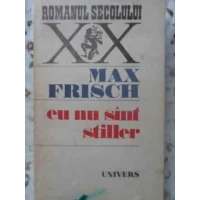 ROMANUL SECOLULUI
XX
MAX
FRISCH
eu nu sînt
stiller
UNIVERS